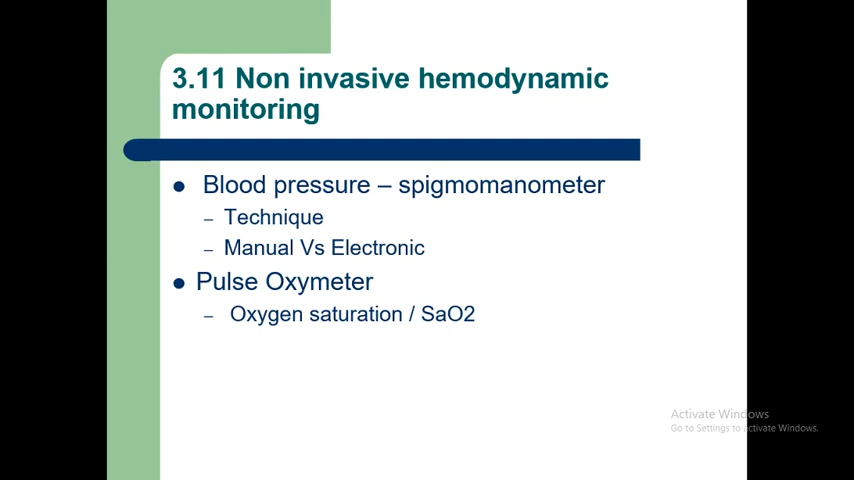 3.11 Non invasive hemodynamic
monitoring
● Blood pressure – spigmomanometer
– Technique
– Manual Vs Electronic
● Pulse Oxymeter
– Oxygen saturation / SaO2
Activate Windows
Go to Settings to activate Windows.